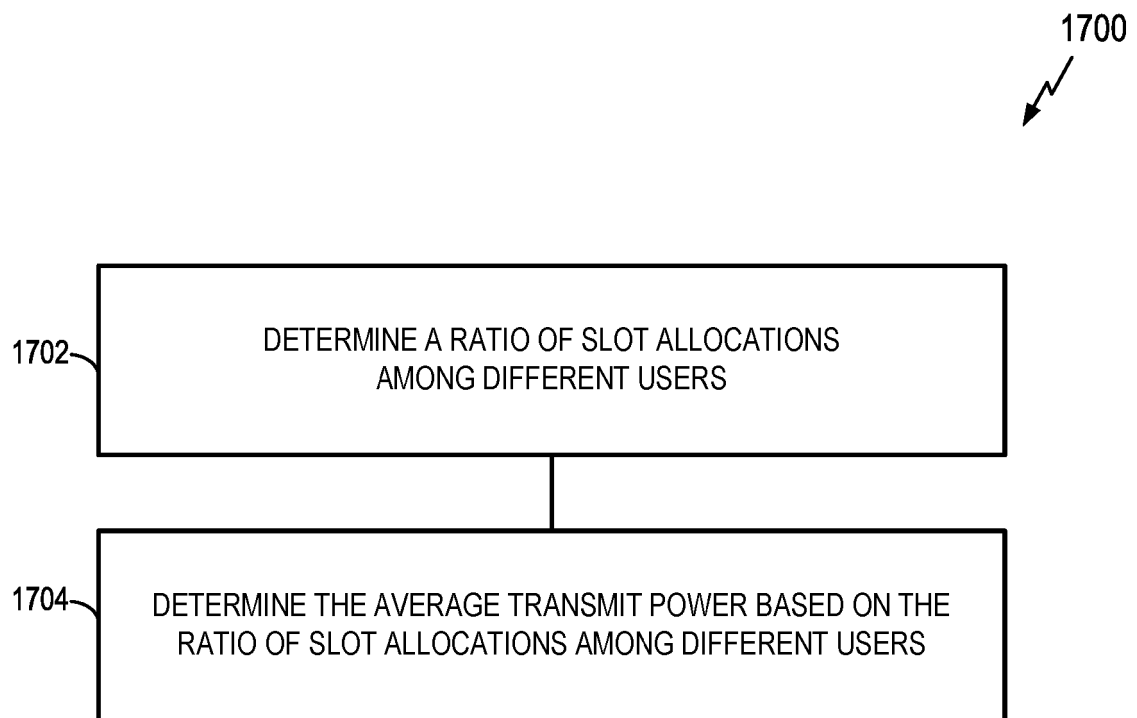 1700
1702
DETERMINE A RATIO OF SLOT ALLOCATIONS
AMONG DIFFERENT USERS
1704
DETERMINE THE AVERAGE TRANSMIT POWER BASED ON THE
RATIO OF SLOT ALLOCATIONS AMONG DIFFERENT USERS